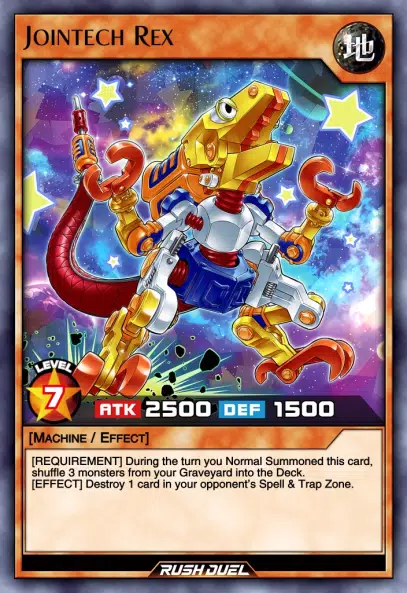 Jointech Rex
地
LEVEL
7
ATK 2500 DEF 1500
[Machine / Effect]
[REQUIREMENT] During the turn you Normal Summoned this card,
shuffle 3 monsters from your Graveyard into the Deck.
[EFFECT] Destroy 1 card in your opponent's Spell & Trap Zone.
RUSH DUEL